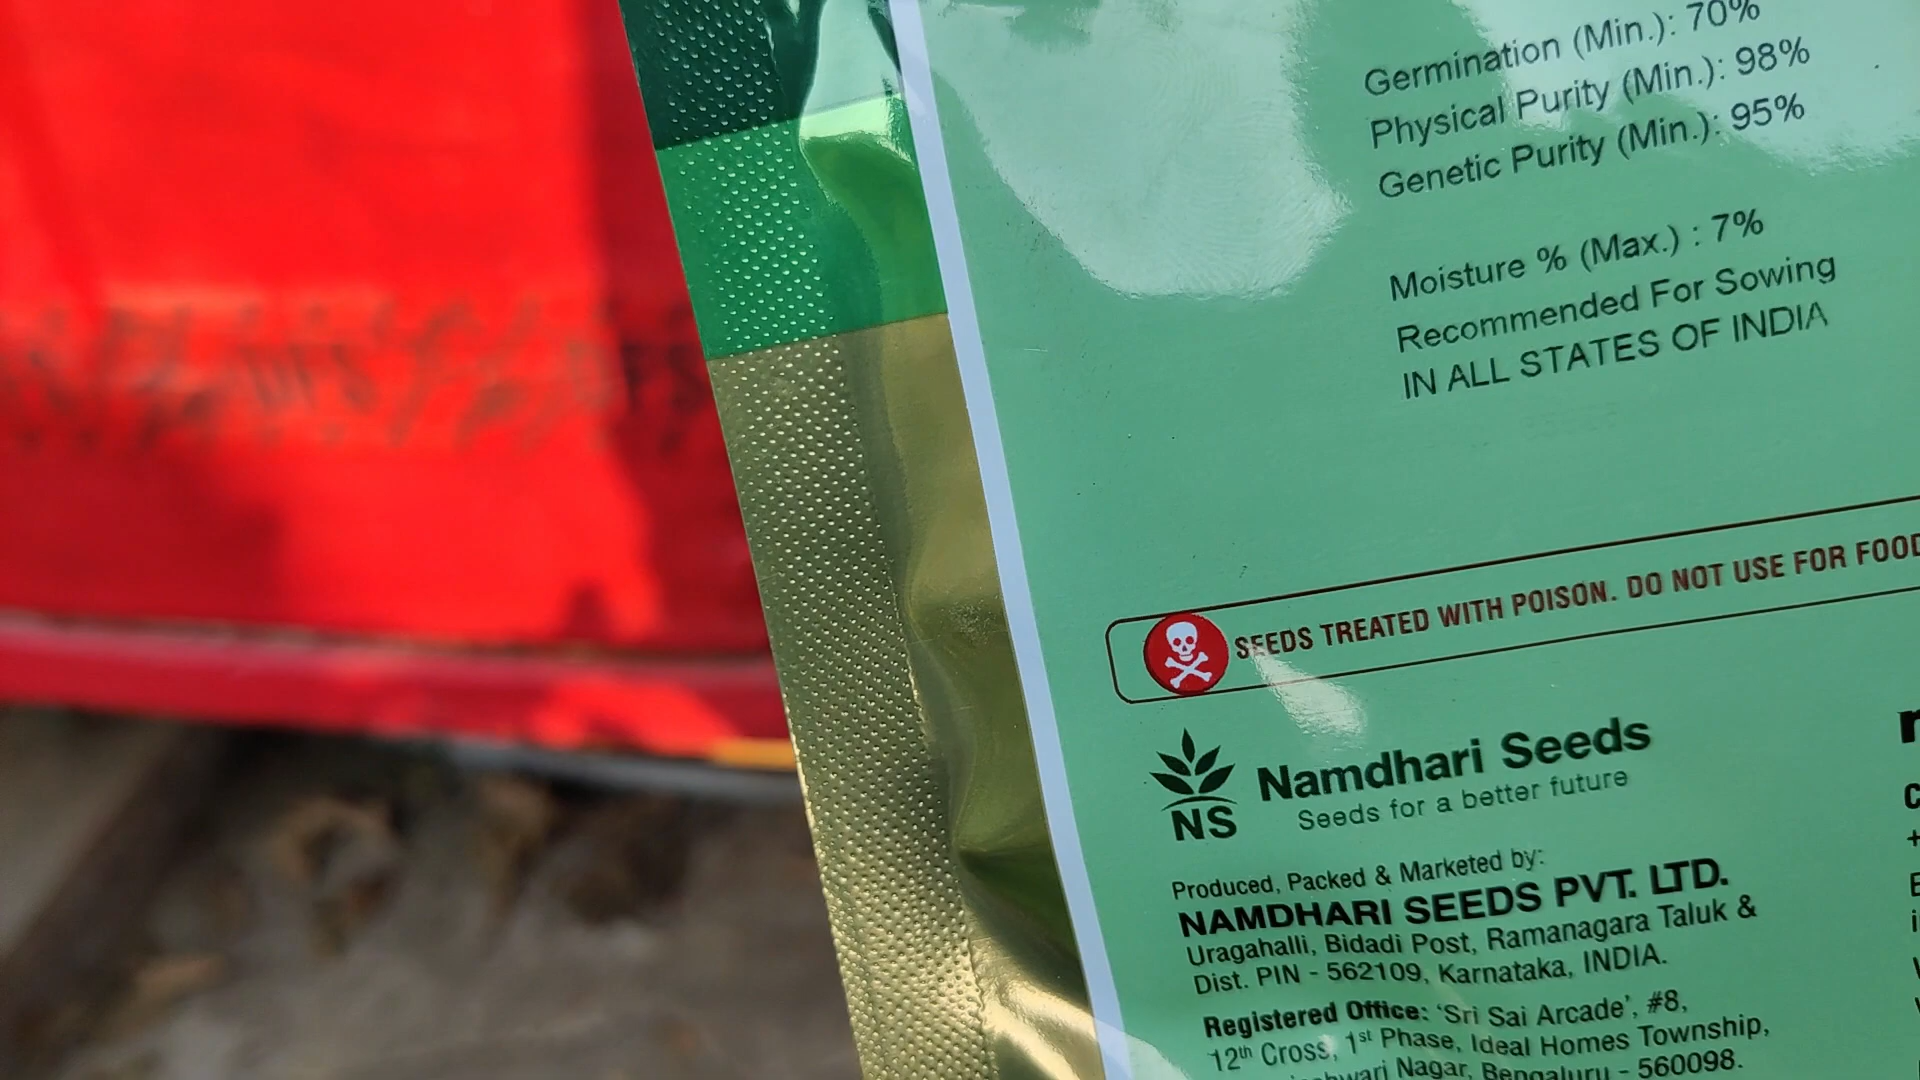 Germination (Min.): 70%
Physical Purity (Min.): 98%
Genetic Purity (Min.): 95%
Moisture % (Max.) : 7%
Recommended For Sowing
IN ALL STATES OF INDIA
SEEDS TREATED WITH POISON. DO NOT USE FOR FOOD
NS
Namdhari Seeds
Seeds for a better future
Produced, Packed & Marketed by:
NAMDHARI SEEDS PVT. LTD.
Uragahalli, Bidadi Post, Ramanagara Taluk &
Dist. PIN - 562109, Karnataka, INDIA.
Registered Office: ‘Sri Sai Arcade’, #8,
12th Cross, 1st Phase, Ideal Homes Township,
Nagar, Bengaluru - 560098.